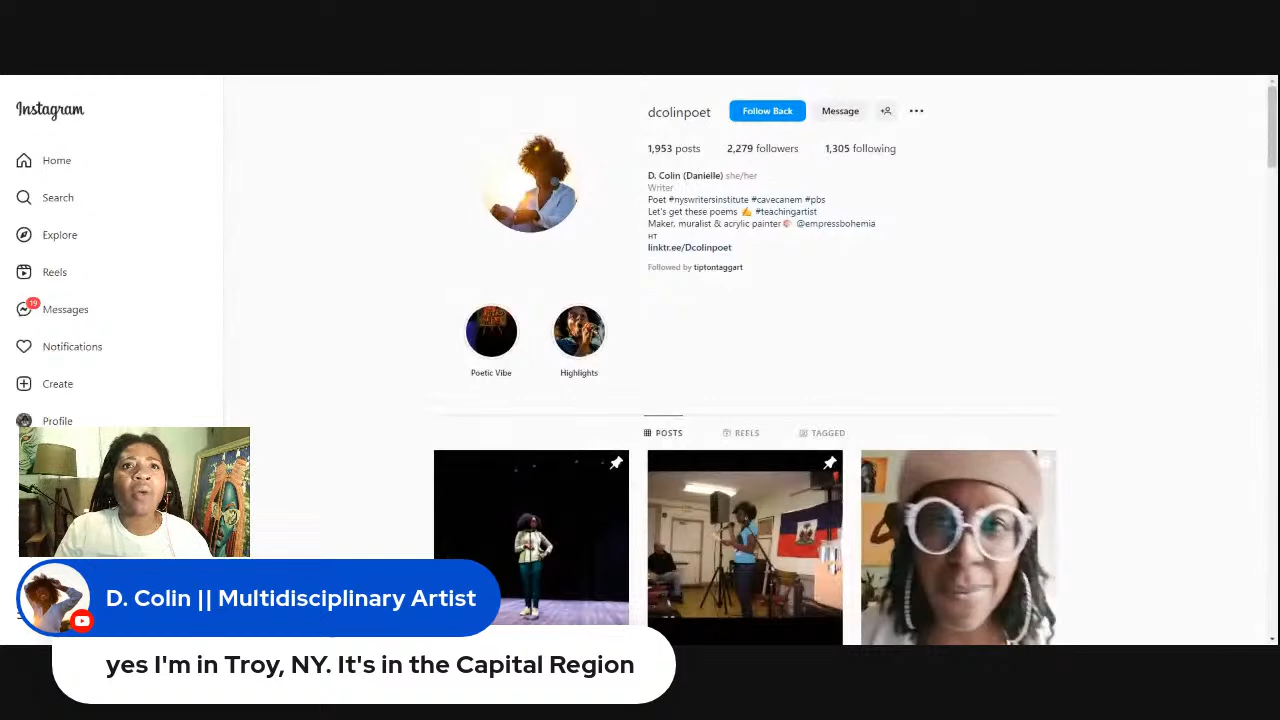 Instagram
Home
Search
Explore
Reels
19
Messages
Notifications
Create
Profile
dcolinpoet Follow Back Message
1,953 posts 2,279 followers 1,305 following
D. Colin (Danielle) she/her
Writer
Poet #nyswritersinstitute #cavecanem #pbs
Let's get these poems ✍️ #teachingartist
Maker, muralist & acrylic painter🎨 @empressbohemia
HT
linktr.ee/Dcolinpoet
Followed by tiptontaggart
Poetic Vibe Highlights
POSTS REELS TAGGED
D. Colin || Multidisciplinary Artist
yes I'm in Troy, NY. It's in the Capital Region